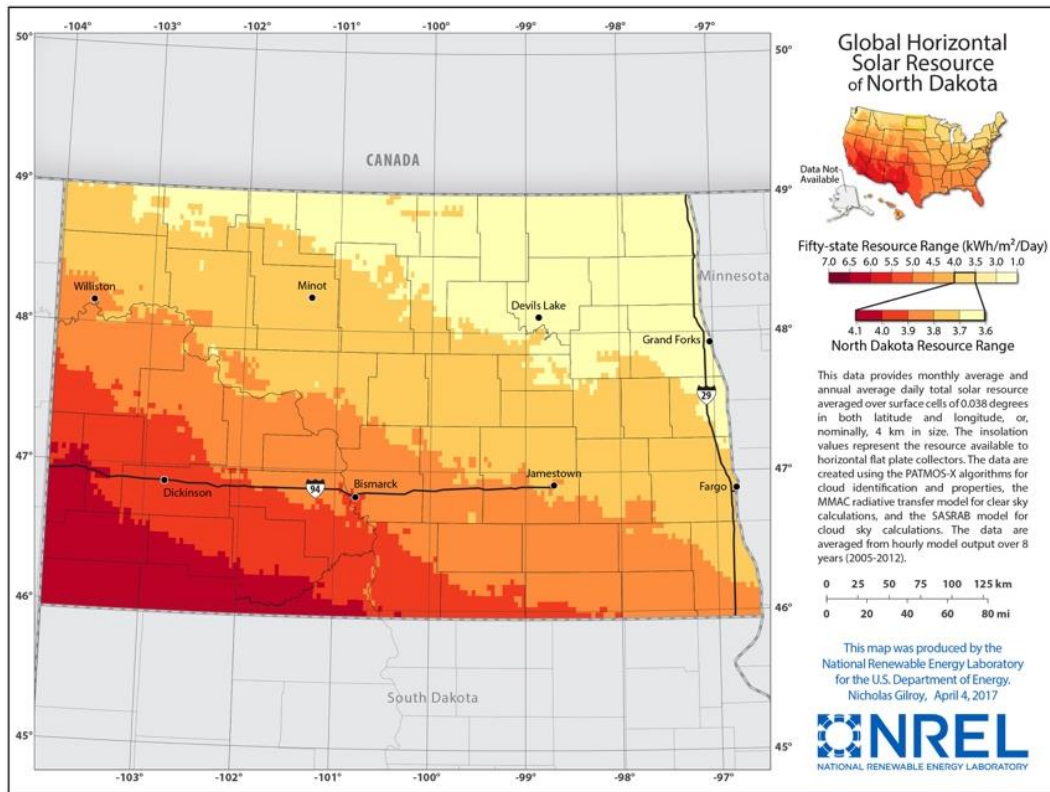 -104° -103° -102° -101° -100° -99° -98° -97°
50° 50°
CANADA
49° 49°
Williston
Minot
Devils Lake
48° 48°
Grand Forks
Minnesota
29
47° 47°
Dickinson
94
Bismarck
Jamestown
Fargo
46° 46°
South Dakota
45° 45°
-103° -102° -101° -100° -99° -98° -97°
Global Horizontal
Solar Resource
of North Dakota
Data Not
Available
Fifty-state Resource Range (kWh/m²/Day)
7.0 6.5 6.0 5.5 5.0 4.5 4.0 3.5 3.0 2.0 1.0
4.1 4.0 3.9 3.8 3.7 3.6
North Dakota Resource Range
This data provides monthly average and
annual average daily total solar resource
averaged over surface cells of 0.038 degrees
in both latitude and longitude, or,
nominally, 4 km in size. The insolation
values represent the resource available to
horizontal flat plate collectors. The data are
created using the PATMOS-X algorithms for
cloud identification and properties, the
MMAC radiative transfer model for clear sky
calculations, and the SASRAB model for
cloud sky calculations. The data are
averaged from hourly model output over 8
years (2005-2012).
0 25 50 75 100 125 km
0 20 40 60 80 mi
This map was produced by the
National Renewable Energy Laboratory
for the U.S. Department of Energy.
Nicholas Gilroy, April 4, 2017
NREL
NATIONAL RENEWABLE ENERGY LABORATORY